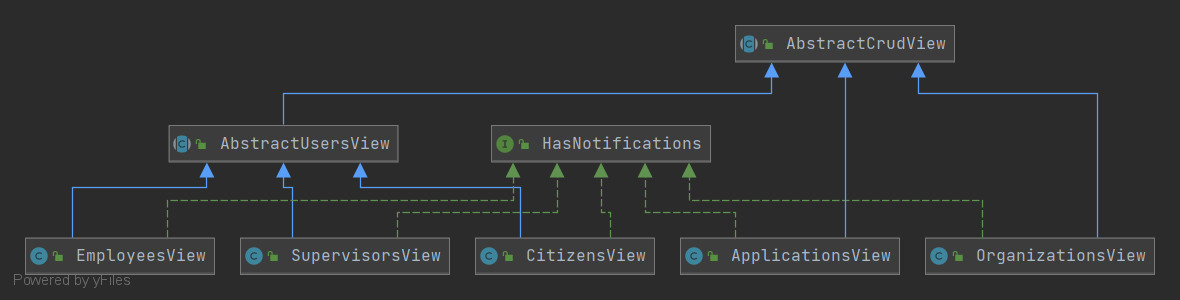 AbstractCrudView
AbstractUsersView
HasNotifications
EmployeesView
SupervisorsView
CitizensView
ApplicationsView
OrganizationsView
Powered by yFiles